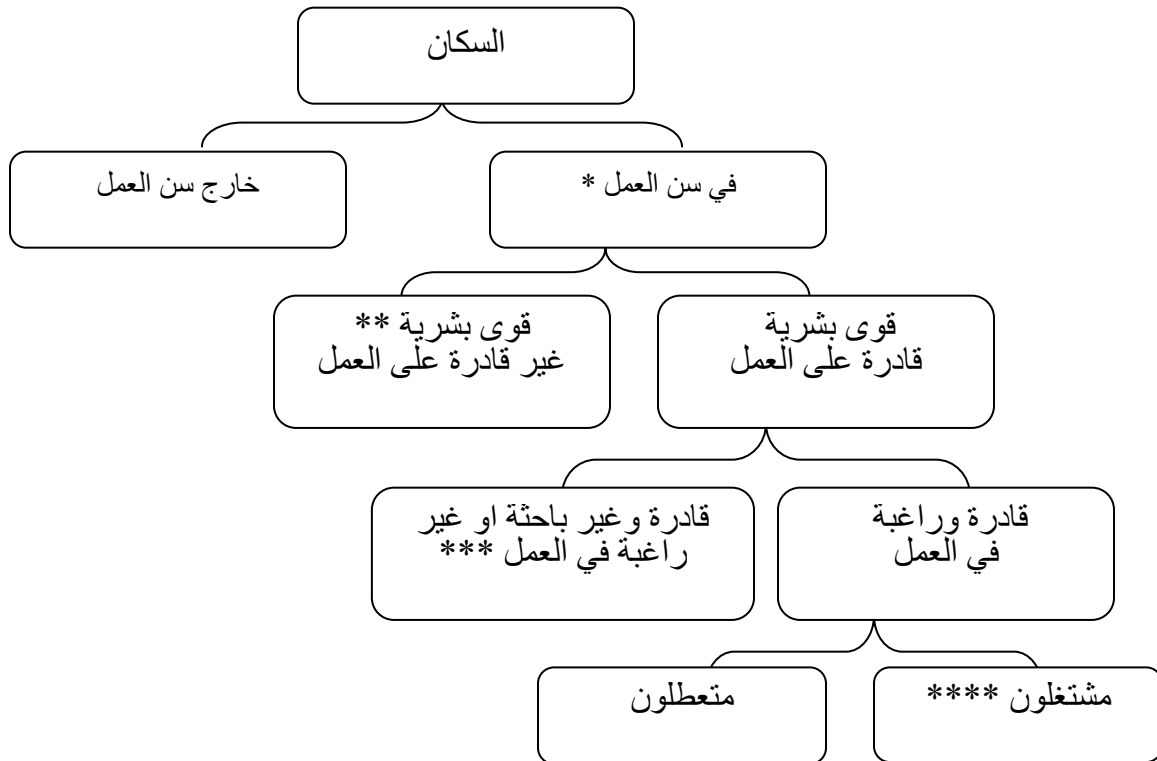 السكان
في سن العمل *
خارج سن العمل
قوى بشرية
قادرة على العمل
قوى بشرية **
غير قادرة على العمل
قادرة وراغبة
في العمل
قادرة وغير باحثة او غير
راغبة في العمل ***
مشتغلون ****
متعطلون